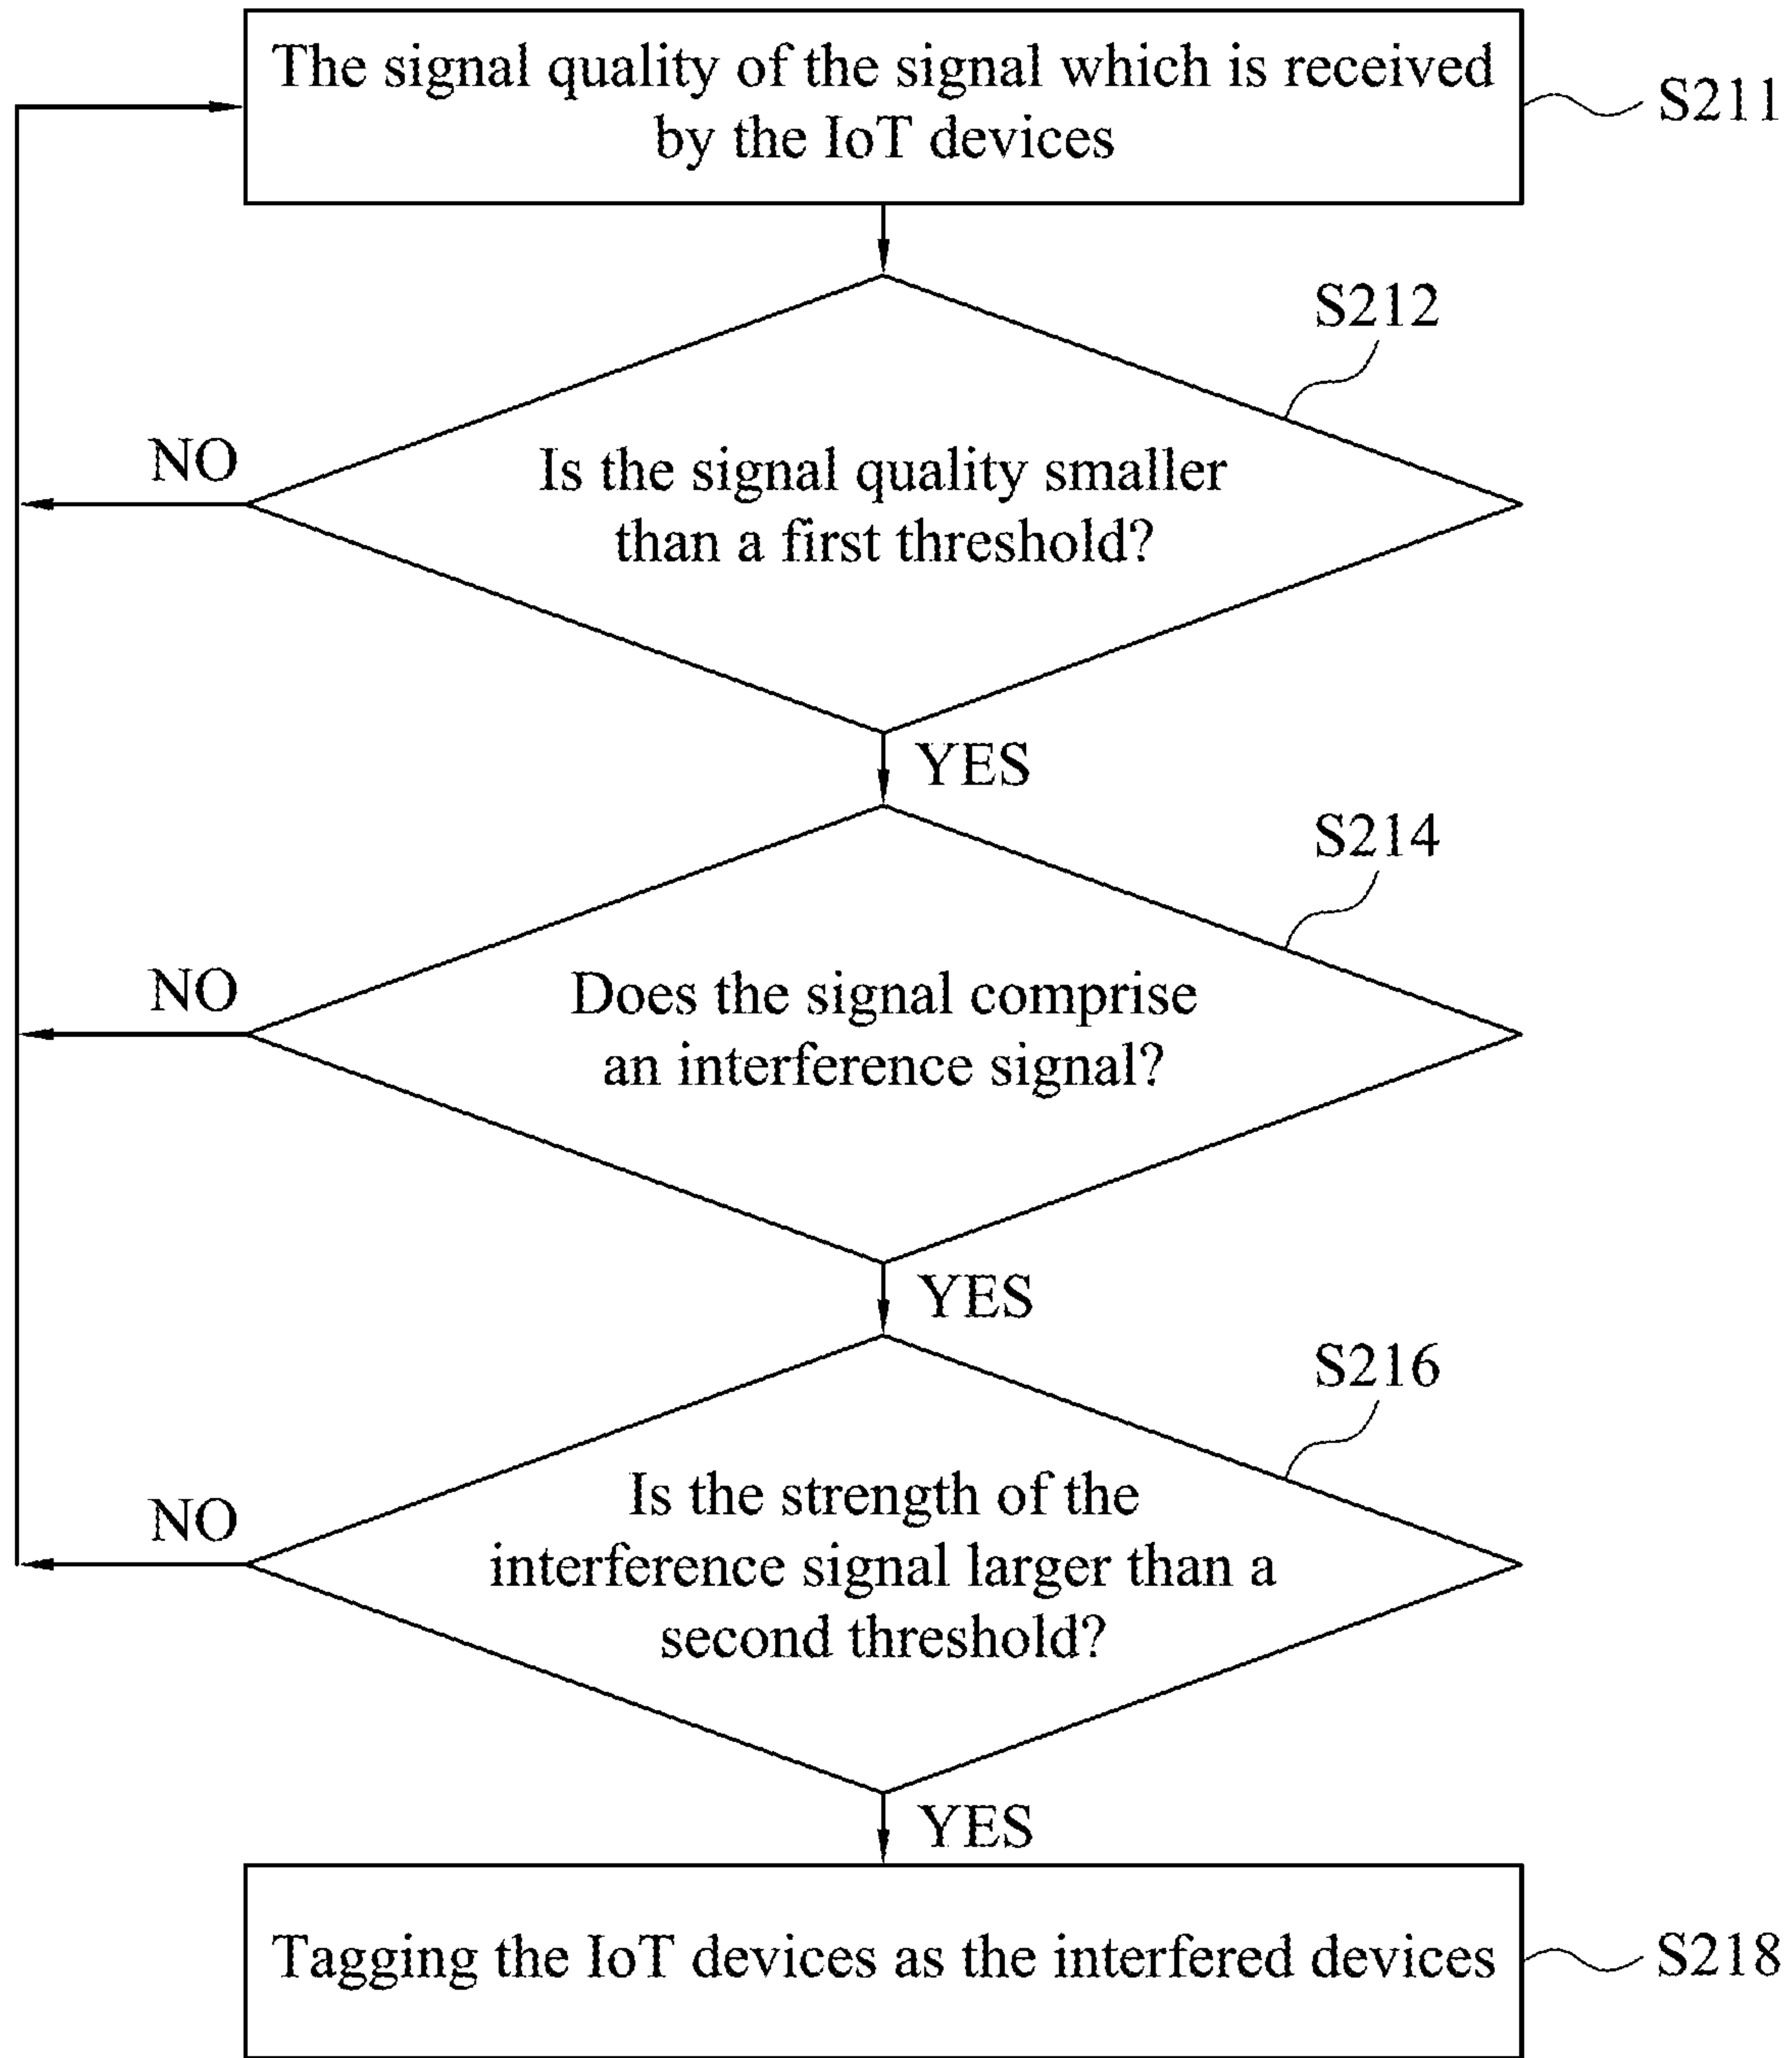 The signal quality of the signal which is received
by the IoT devices
S211
S212
Is the signal quality smaller
than a first threshold?
NO
YES
S214
Does the signal comprise
an interference signal?
NO
YES
S216
Is the strength of the
interference signal larger than a
second threshold?
NO
YES
Tagging the IoT devices as the interfered devices
S218